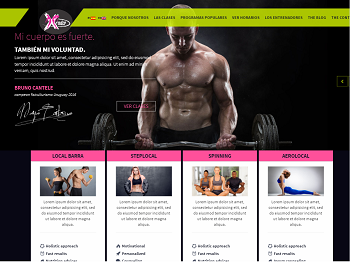 PORQUE NOSOTROS LAS CLASES PROGRAMAS POPULARES VER HORARIOS LOS ENTRENADORES THE BLOG THE CONT
Mi cuerpo es fuerte.
TAMBIÉN MI VOLUNTAD.
Lorem ipsum dolor sit amet, consectetur adipiscing elit, sed do eiusmod
tempor incididunt ut labore et dolore magna aliqua. Ut enim ad minim
veniam, quis nostrud.
BRUNO CANTELE
campeon fisiculturismo Uruguay 2016
VER CLASES
LOCAL BARRA STEPLOCAL SPINNING AEROLOCAL
Lorem ipsum dolor sit amet, consectetur adipiscing elit, sed do eiusmod tempor incididunt ut labore et dolore magna aliqua.
Lorem ipsum dolor sit amet, consectetur adipiscing elit, sed do eiusmod tempor incididunt ut labore et dolore magna aliqua.
Lorem ipsum dolor sit amet, consectetur adipiscing elit, sed do eiusmod tempor incididunt ut labore et dolore magna aliqua.
Lorem ipsum dolor sit amet, consectetur adipiscing elit, sed do eiusmod tempor incididunt ut labore et dolore magna aliqua.
Holistic approach Motivational Holistic approach Holistic approach
Fast results Personalized Fast results Fast results